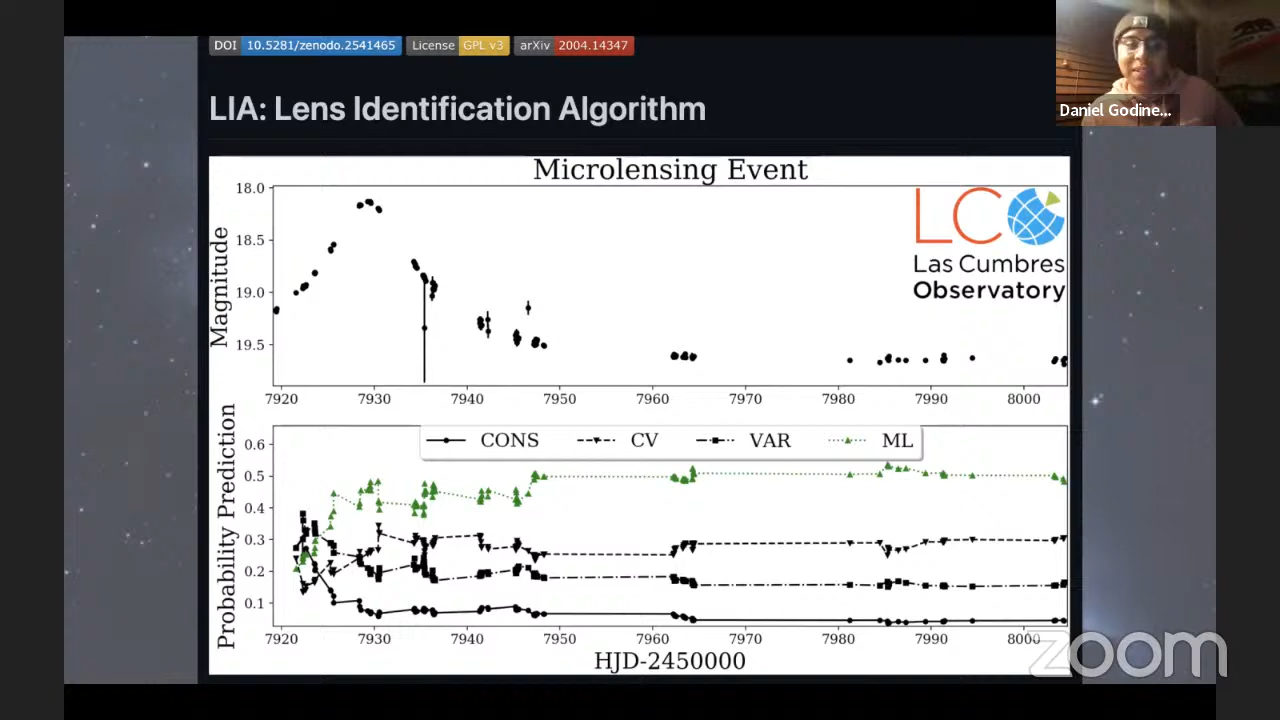 DOI 10.5281/zenodo.2541465 License GPL v3 arXiv 2004.14347
Daniel Godine...
LIA: Lens Identification Algorithm
Microlensing Event
LCO
Las Cumbres
Observatory
Magnitude
18.0
18.5
19.0
19.5
7920 7930 7940 7950 7960 7970 7980 7990 8000
CONS CV VAR ML
Probability Prediction
0.6
0.5
0.4
0.3
0.2
0.1
7920 7930 7940 7950 7960 7970 7980 7990 8000
HJD-2450000
zoom